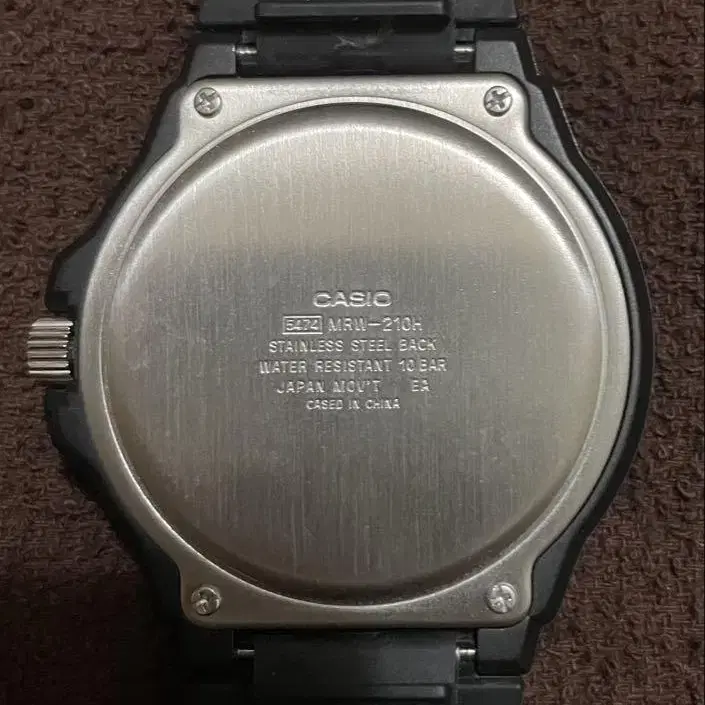 CASIO
5474 MRW-210H
STAINLESS STEEL BACK
WATER RESISTANT 10 BAR
JAPAN MOV'T EA
CASED IN CHINA